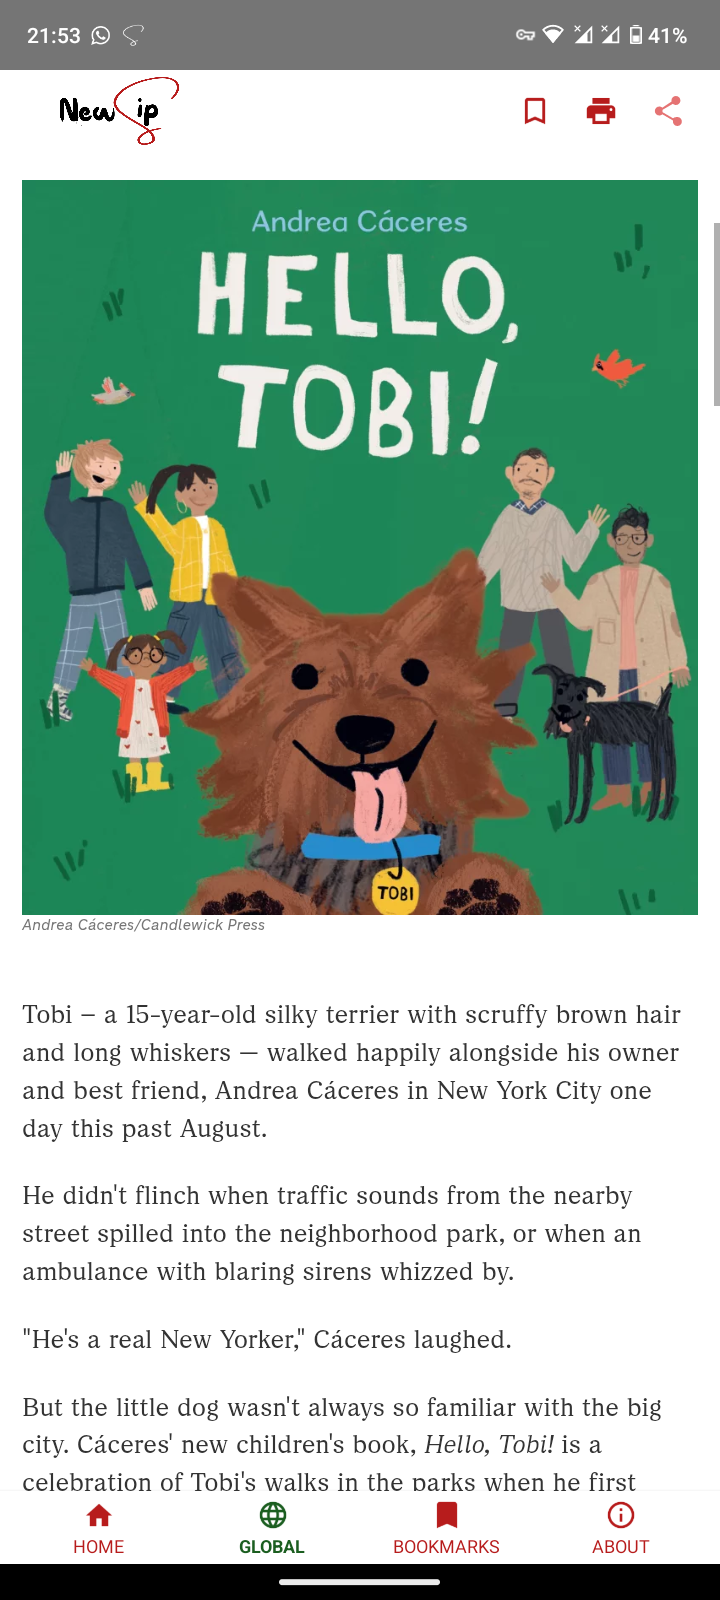 21:53
41%
New Sip
Andrea Cáceres
HELLO,
TOBI!
TOBI
Andrea Cáceres/Candlewick Press
Tobi – a 15-year-old silky terrier with scruffy brown hair
and long whiskers — walked happily alongside his owner
and best friend, Andrea Cáceres in New York City one
day this past August.
He didn't flinch when traffic sounds from the nearby
street spilled into the neighborhood park, or when an
ambulance with blaring sirens whizzed by.
"He's a real New Yorker," Cáceres laughed.
But the little dog wasn't always so familiar with the big
city. Cáceres' new children's book, Hello, Tobi! is a
celebration of Tobi's walks in the parks when he first
HOME
GLOBAL
BOOKMARKS
ABOUT